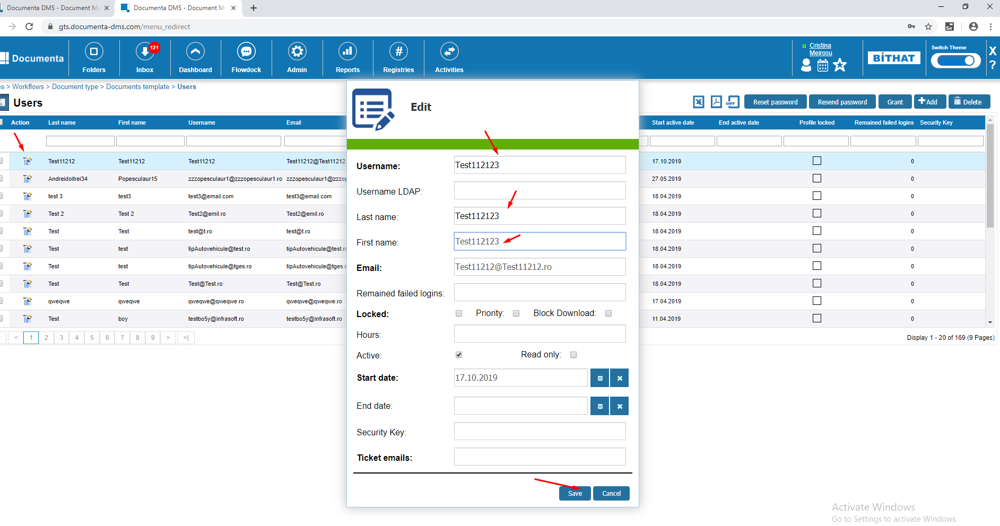 Documenta DMS - Document Ma
Documenta DMS - Document Ma
gts.documenta-dms.com/menu_redirect
Se
Documenta
Folders
121
Inbox
Dashboard
Flowdock
Admin
Reports
#
Registries
Activities
Cristina
Meirosu
BITHAT
Switch Theme
X
?
es > Workflows > Document type > Documents template > Users
Users
CSV
Reset password
Resend password
Grant
Add
Delete
Action Last name First name Username Email
Start active date End active date Profile locked Remained failed logins Security Key
Test11212 Test11212 Test11212 Test11212@Test11212. 17.10.2019 0
Andreidoitrei34 Popesculaur15 zzzopesculaur1@zzzopesculaur1.ro zzzopesculaur1@zzzop 27.05.2019 0
test 3 test3 test3@email.com test3@email.com 18.04.2019 0
Test 2 Test 2 Test2@emil.ro Test2@emil.ro 18.04.2019 0
Test Test test@t.ro test@t.ro 18.04.2019 0
Test test tipAutovehicule@test.ro tipAutovehicule@test.rc 18.04.2019 0
Test test tipAutovehicule@tges.ro tipAutovehicule@tges.r 18.04.2019 0
Test Test Test@Test.ro Test@Test.ro 18.04.2019 0
qweqwe qweqwe qweqwe@qweqwe.ro qweqwe@qweqwe.ro 17.04.2019 0
Test boy testbo5y@infrasoft.ro testbo5y@infrasoft.ro 11.04.2019 0
< 1 2 3 4 5 6 7 8 9 > >|
Display 1 - 20 of 169 (9 Pages)
Edit
Username: Test112123
Username LDAP:
Last name: Test112123
First name: Test112123
Email: Test11212@Test11212.ro
Remained failed logins:
Locked: Priority: Block Download:
Hours:
Active: Read only:
Start date: 17.10.2019
End date:
Security Key:
Ticket emails:
Save
Cancel
Activate Windows
Go to Settings to activate Windows.